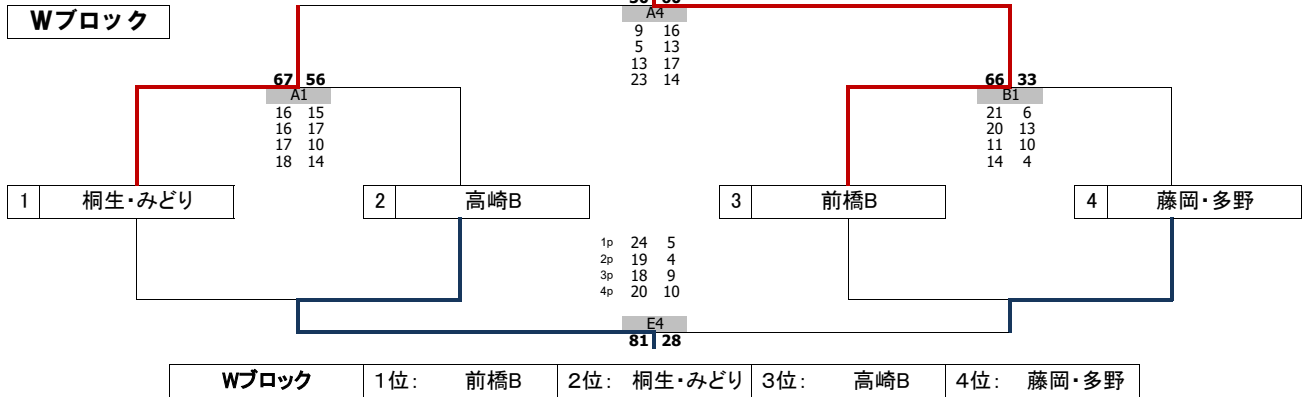 Wブロック
A4
9 16
5 13
13 17
23 14
67 56
A1
16 15
16 17
17 10
18 14
66 33
B1
21 6
20 13
11 10
14 4
1 桐生・みどり
2 高崎B
3 前橋B
4 藤岡・多野
1p 24 5
2p 19 4
3p 18 9
4p 20 10
E4
81 28
Wブロック 1位: 前橋B 2位: 桐生・みどり 3位: 高崎B 4位: 藤岡・多野